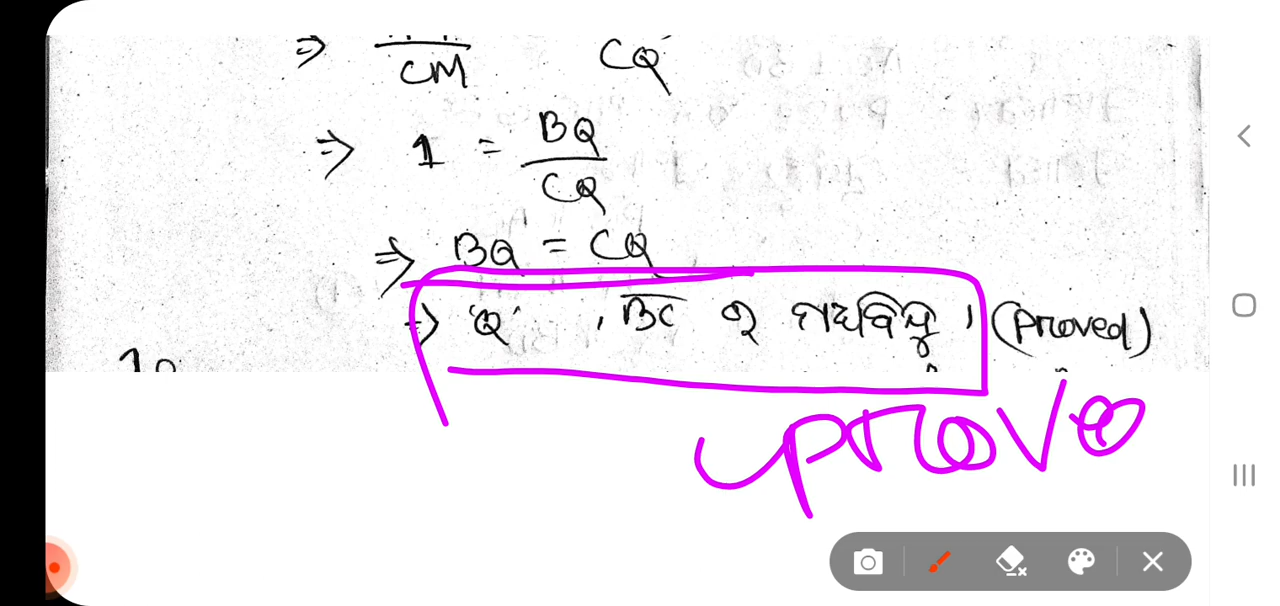 ⇒ CM CQ
⇒ 1 = BQ/CQ
⇒ BQ = CQ
⇒ 'Q', BC ର ମଧ୍ୟବିନ୍ଦୁ । (Proved)
prove